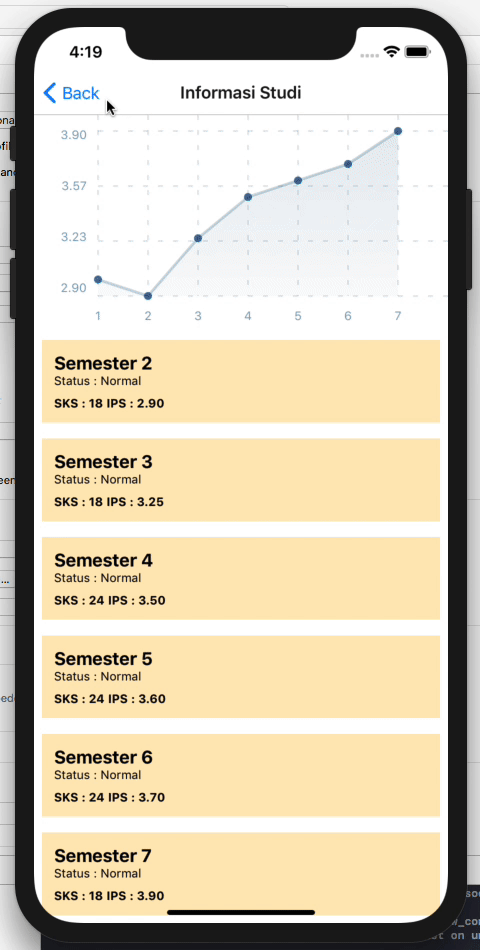 4:19
Back
Informasi Studi
3.90
3.57
3.23
2.90
1 2 3 4 5 6 7
Semester 2
Status : Normal
SKS : 18 IPS : 2.90
Semester 3
Status : Normal
SKS : 18 IPS : 3.25
Semester 4
Status : Normal
SKS : 24 IPS : 3.50
Semester 5
Status : Normal
SKS : 24 IPS : 3.60
Semester 6
Status : Normal
SKS : 24 IPS : 3.70
Semester 7
Status : Normal
SKS : 18 IPS : 3.90